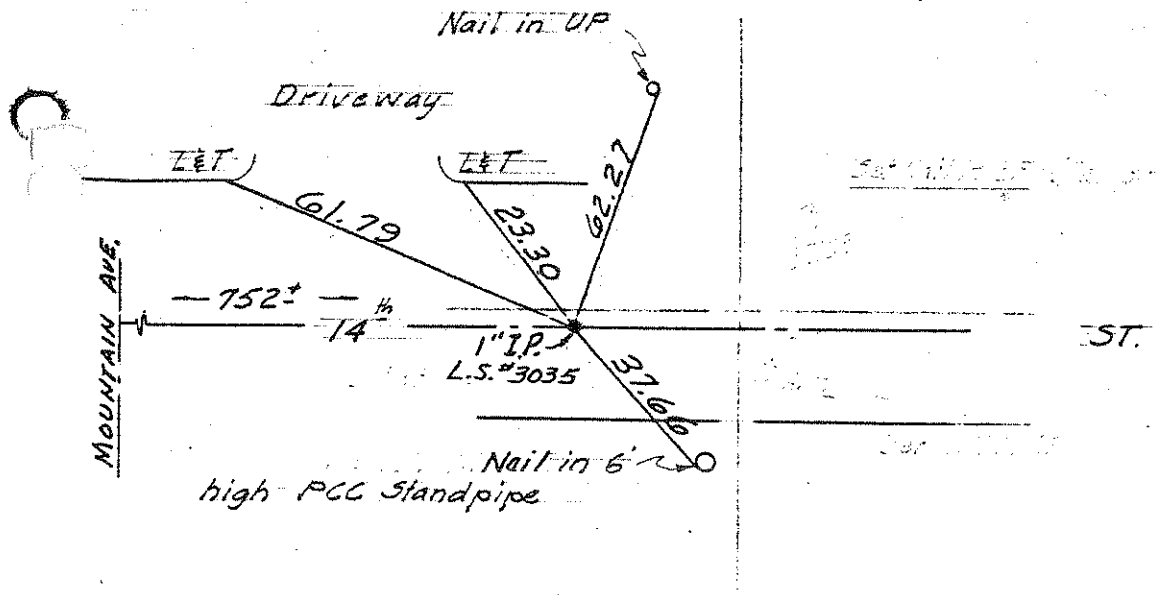 Nail in UP
Driveway
L&T
L&T
61.79
23.30
62.27
MOUNTAIN AVE.
752±
14th
ST.
1" I.P.
L.S.#3035
37.66
Nail in 6'
high PCC Standpipe